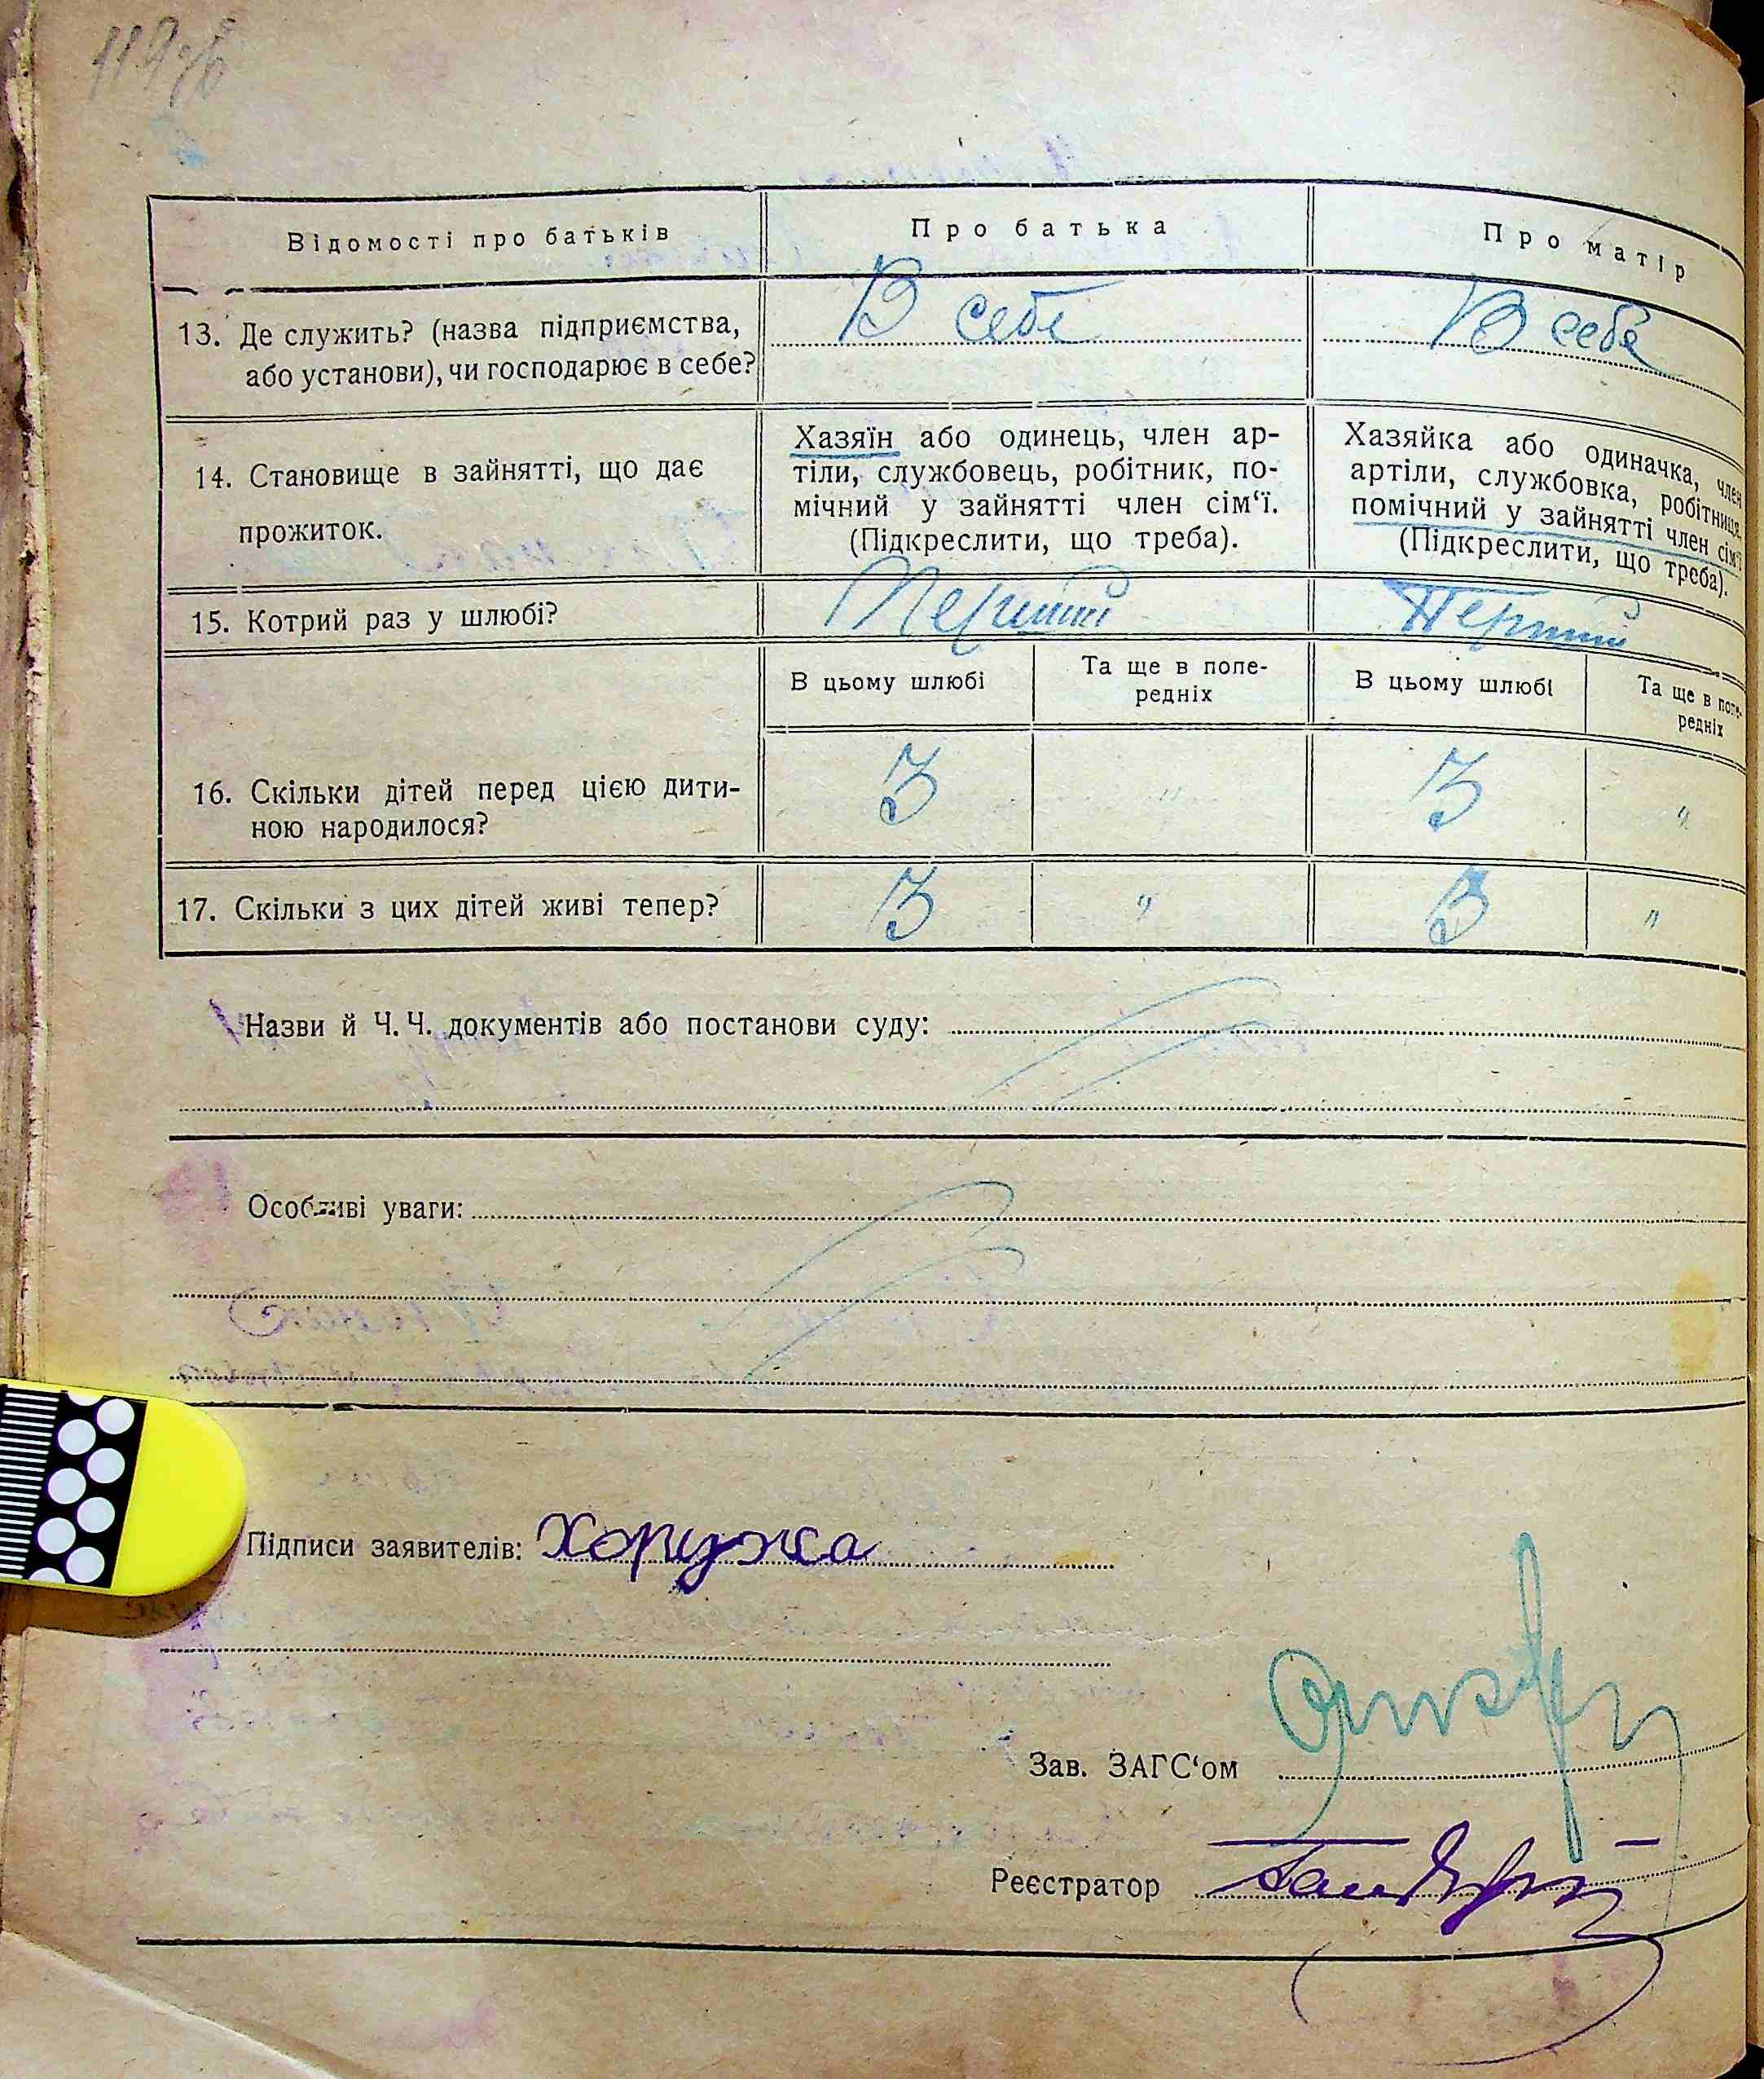 Відомості про батьків
Про батька
Про матір
13. Де служить? (назва підприємства,
або установи), чи господарює в себе?
В себе
В себе
14. Становище в зайнятті, що дає
прожиток.
Хазяїн або одинець, член ар-
тіли, службовець, робітник, по-
мічний у зайнятті член сім‘ї.
(Підкреслити, що треба).
Хазяйка або одиначка, член
артіли, службовка, робітниця,
помічний у зайнятті член сім‘ї
(Підкреслити, що треба).
15. Котрий раз у шлюбі?
Перший
Перший
В цьому шлюбі
Та ще в попе-
редніх
В цьому шлюбі
Та ще в попе-
редніх
16. Скільки дітей перед цією дити-
ною народилося?
3
"
3
"
17. Скільки з цих дітей живі тепер?
3
"
3
"
Назви й Ч. Ч. документів або постанови суду:
Особливі уваги:
Підписи заявителів: Хоружа
Зав. ЗАГС‘ом
Реєстратор